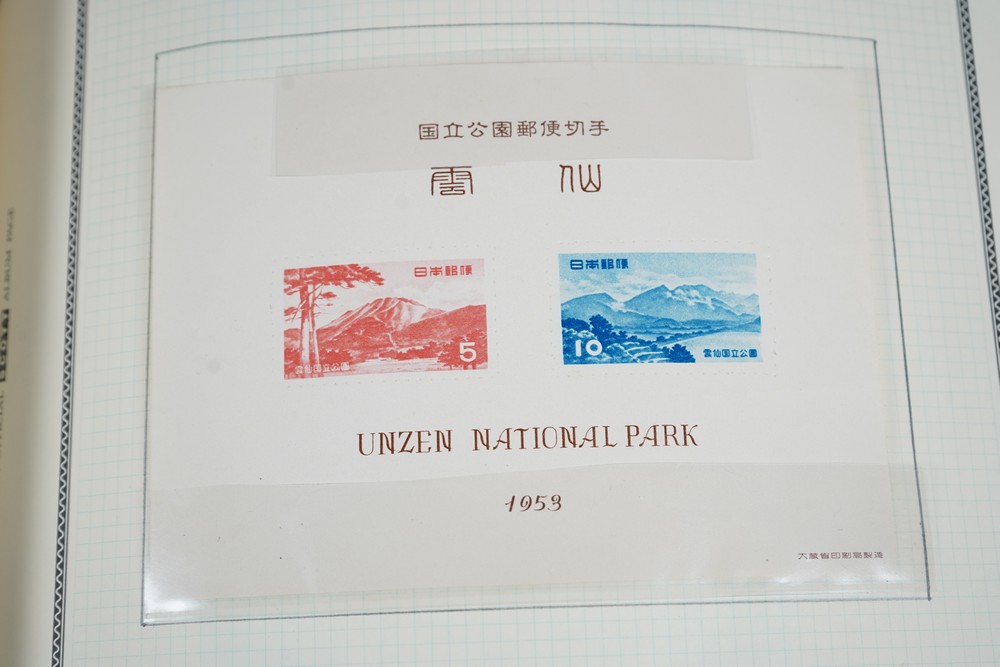 国立公園郵便切手
雲仙
日本郵便
5
雲仙国立公園
日本郵便
10
雲仙国立公園
UNZEN NATIONAL PARK
1953
大蔵省印刷局製造
ALBUM PAGE